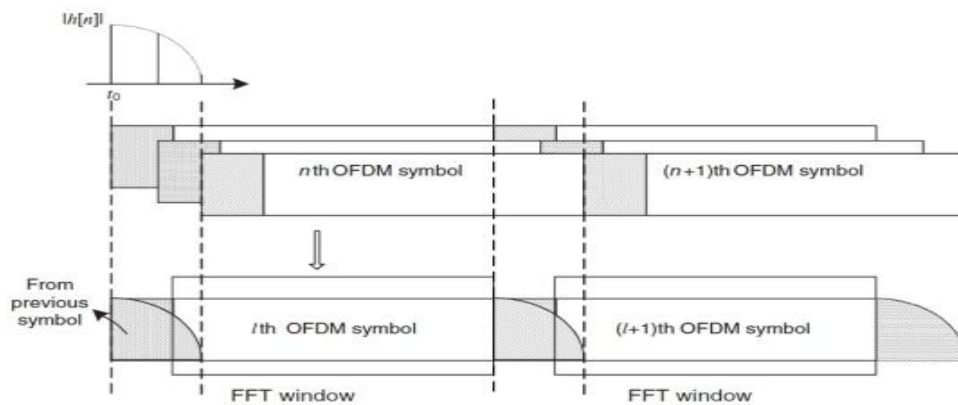 |h[n]|
t₀
nth OFDM symbol
(n+1)th OFDM symbol
From
previous
symbol
lth OFDM symbol
(l+1)th OFDM symbol
FFT window
FFT window